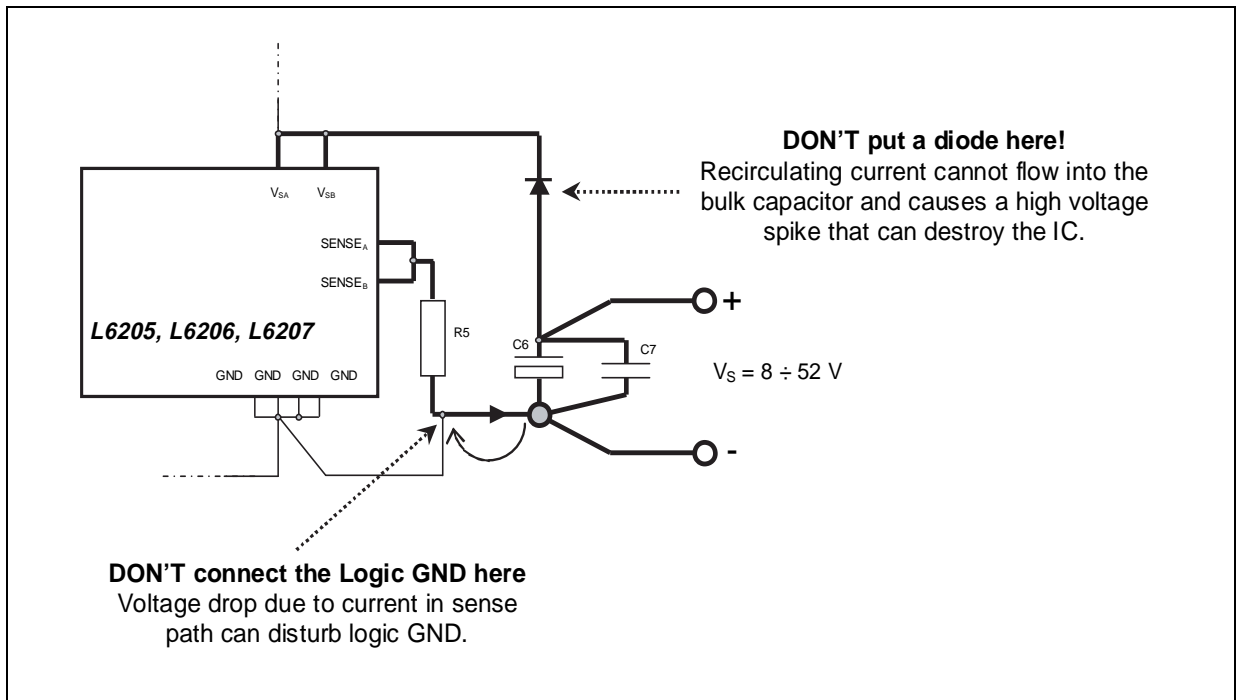 DON'T put a diode here!
Recirculating current cannot flow into the
bulk capacitor and causes a high voltage
spike that can destroy the IC.
VSA VSB
SENSEA
SENSEB
L6205, L6206, L6207
R5
C6
C7
+
VS = 8 ÷ 52 V
GND GND GND GND
-
DON'T connect the Logic GND here
Voltage drop due to current in sense
path can disturb logic GND.